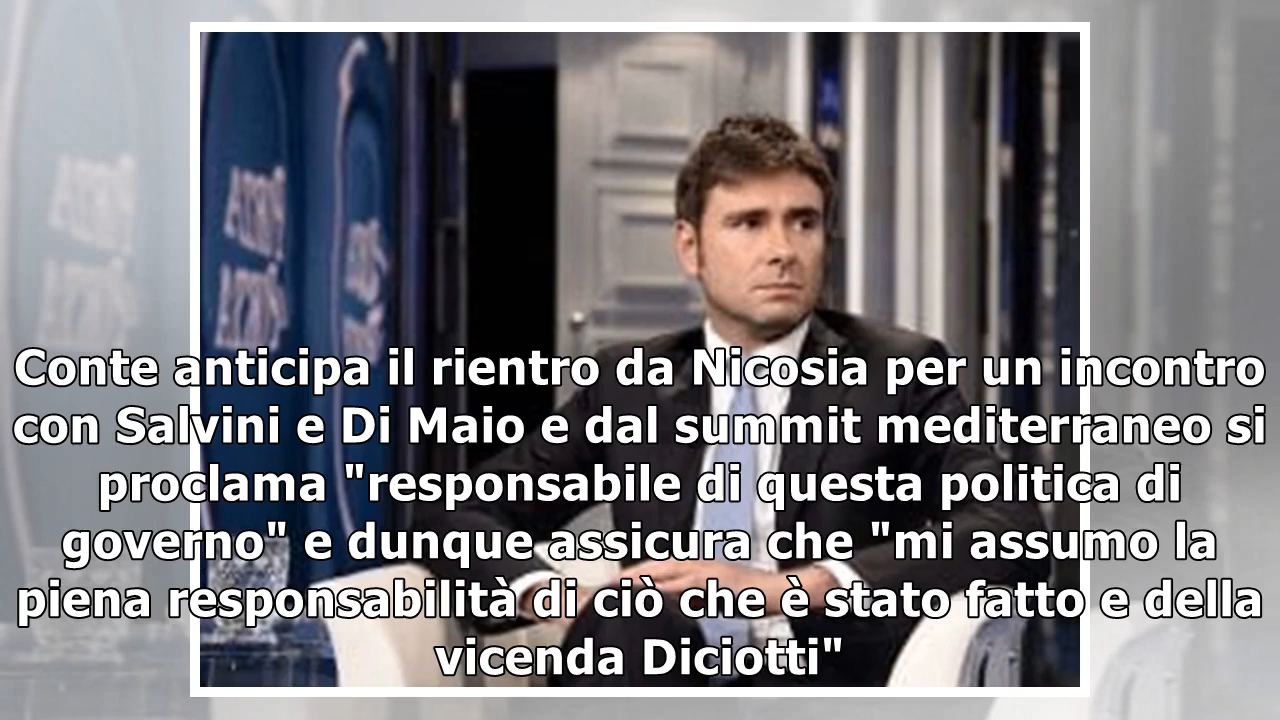 Conte anticipa il rientro da Nicosia per un incontro
con Salvini e Di Maio e dal summit mediterraneo si
proclama "responsabile di questa politica di
governo" e dunque assicura che "mi assumo la
piena responsabilità di ciò che è stato fatto e della
vicenda Diciotti"